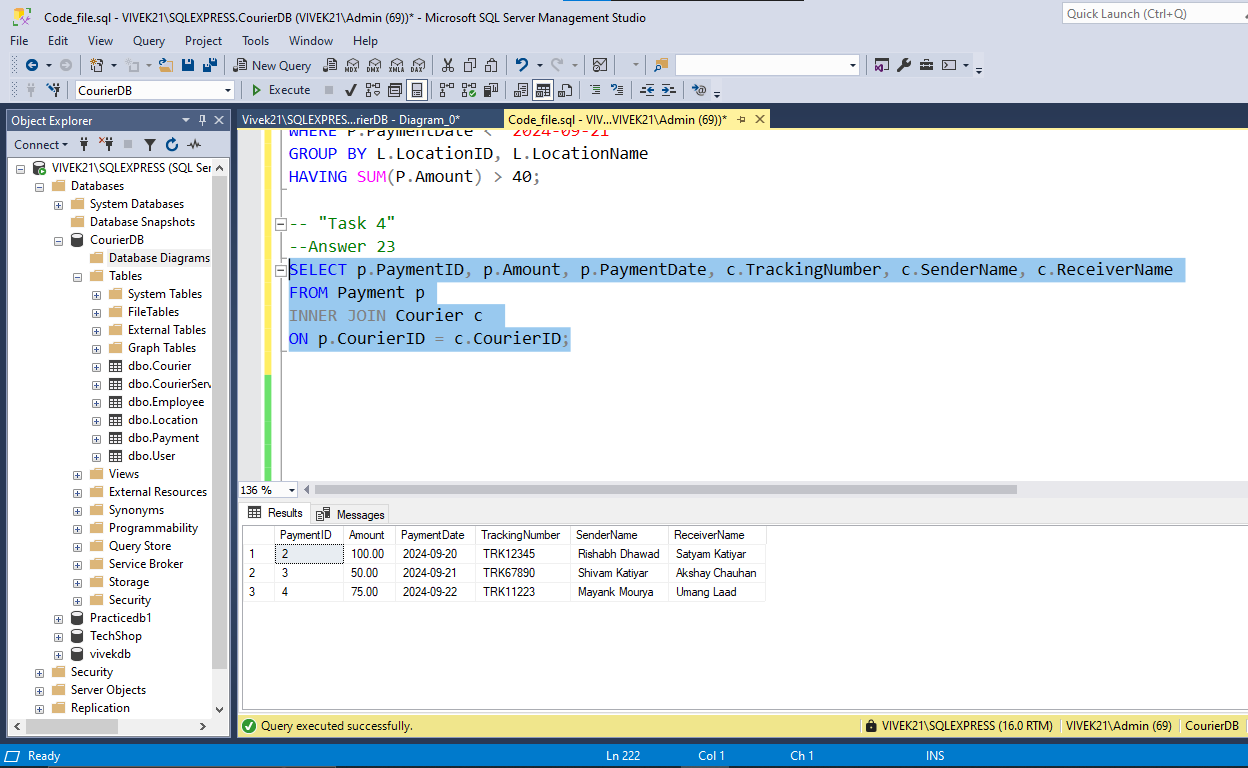 Code_file.sql - VIVEK21\SQLEXPRESS.CourierDB (VIVEK21\Admin (69))* - Microsoft SQL Server Management Studio
Quick Launch (Ctrl+Q)
File Edit View Query Project Tools Window Help
New Query MDX DMX XMLA DAX
CourierDB Execute
Object Explorer
Vivek21\SQLEXPRES...rierDB - Diagram_0*
Code_file.sql - VIV...VIVEK21\Admin (69))*
Connect
VIVEK21\SQLEXPRESS (SQL Ser
Databases
System Databases
Database Snapshots
CourierDB
Database Diagrams
Tables
System Tables
FileTables
External Tables
Graph Tables
dbo.Courier
dbo.CourierServ
dbo.Employee
dbo.Location
dbo.Payment
dbo.User
Views
External Resources
Synonyms
Programmability
Query Store
Service Broker
Storage
Security
Practicedb1
TechShop
vivekdb
Security
Server Objects
Replication
WHERE P.PaymentDate < '2024-09-21'
GROUP BY L.LocationID, L.LocationName
HAVING SUM(P.Amount) > 40;
-- "Task 4"
--Answer 23
SELECT p.PaymentID, p.Amount, p.PaymentDate, c.TrackingNumber, c.SenderName, c.ReceiverName
FROM Payment p
INNER JOIN Courier c
ON p.CourierID = c.CourierID;
136 %
Results Messages
PaymentID Amount PaymentDate TrackingNumber SenderName ReceiverName
1 2 100.00 2024-09-20 TRK12345 Rishabh Dhawad Satyam Katiyar
2 3 50.00 2024-09-21 TRK67890 Shivam Katiyar Akshay Chauhan
3 4 75.00 2024-09-22 TRK11223 Mayank Mourya Umang Laad
Query executed successfully.
VIVEK21\SQLEXPRESS (16.0 RTM) VIVEK21\Admin (69) CourierDB
Ready Ln 222 Col 1 Ch 1 INS